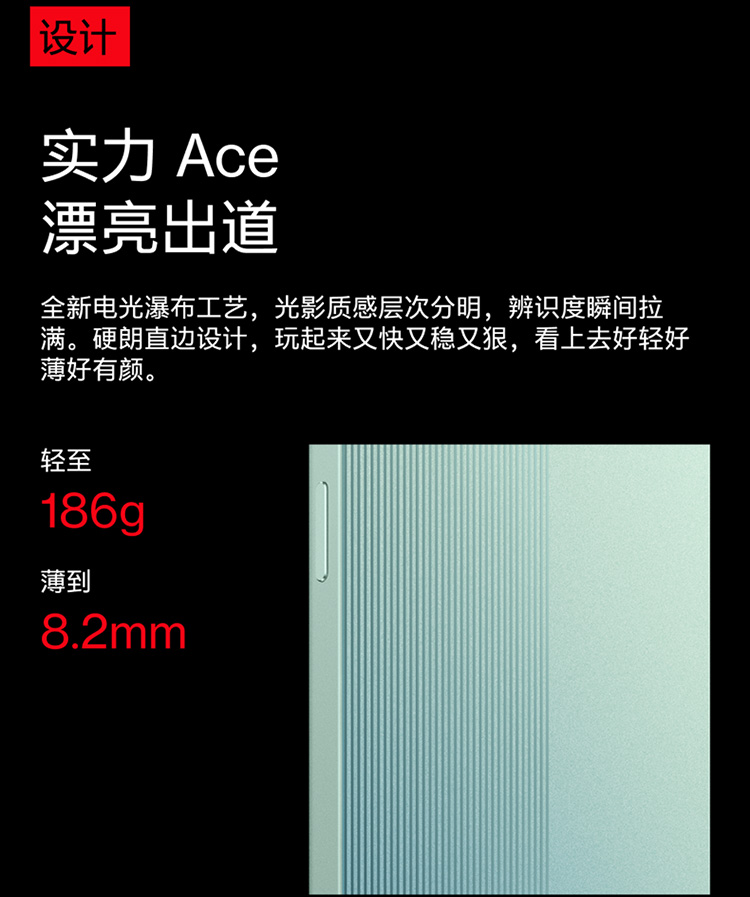 设计
实力 Ace
漂亮出道
全新电光瀑布工艺，光影质感层次分明，辨识度瞬间拉
满。硬朗直边设计，玩起来又快又稳又狠，看上去好轻好
薄好有颜。
轻至
186g
薄到
8.2mm